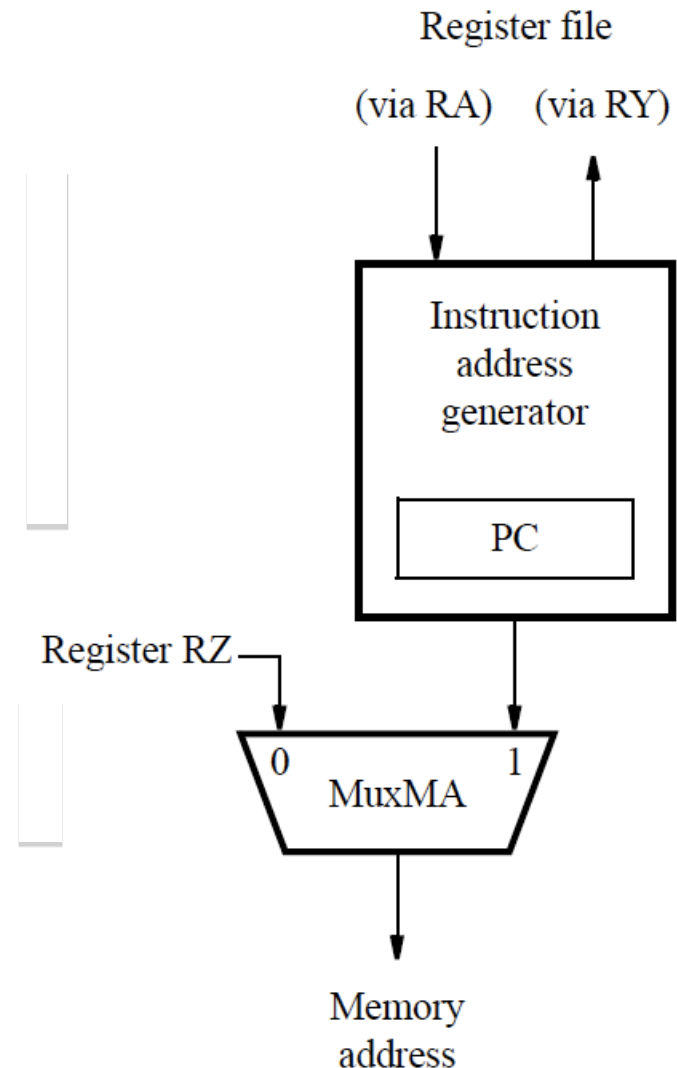 Register file
(via RA) (via RY)
Instruction
address
generator
PC
Register RZ
0 1
MuxMA
Memory
address